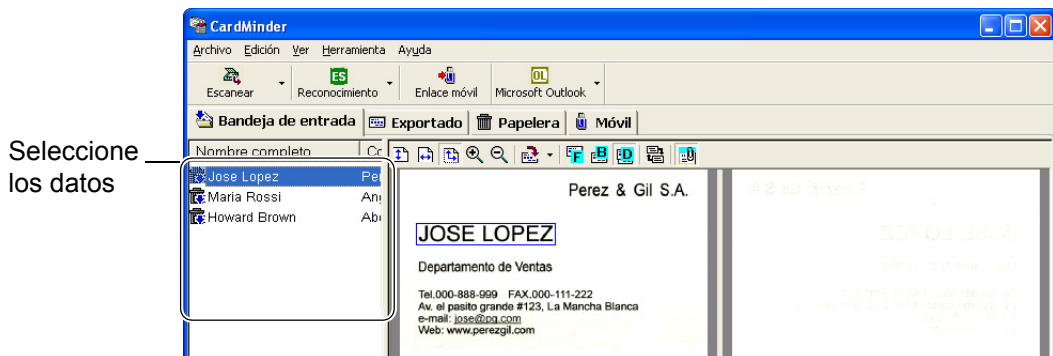 CardMinder
Archivo Edición Ver Herramienta Ayuda
ES OL
Escanear Reconocimiento Enlace móvil Microsoft Outlook
Bandeja de entrada Exportado Papelera Móvil
Seleccione
los datos
Nombre completo
F B D
Jose Lopez
Maria Rossi
Howard Brown
Perez & Gil S.A.
JOSE LOPEZ
Departamento de Ventas
Tel.000-888-999 FAX.000-111-222
Av. el pasito grande #123, La Mancha Blanca
e-mail: jose@pg.com
Web: www.perezgil.com